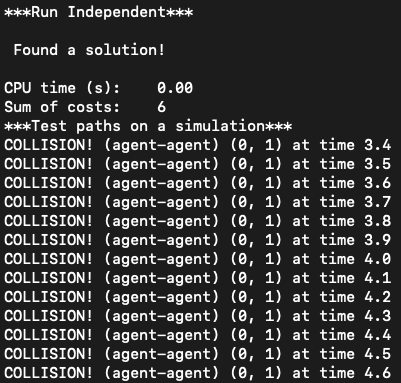 ***Run Independent***
Found a solution!
CPU time (s):    0.00
Sum of costs:    6
***Test paths on a simulation***
COLLISION! (agent-agent) (0, 1) at time 3.4
COLLISION! (agent-agent) (0, 1) at time 3.5
COLLISION! (agent-agent) (0, 1) at time 3.6
COLLISION! (agent-agent) (0, 1) at time 3.7
COLLISION! (agent-agent) (0, 1) at time 3.8
COLLISION! (agent-agent) (0, 1) at time 3.9
COLLISION! (agent-agent) (0, 1) at time 4.0
COLLISION! (agent-agent) (0, 1) at time 4.1
COLLISION! (agent-agent) (0, 1) at time 4.2
COLLISION! (agent-agent) (0, 1) at time 4.3
COLLISION! (agent-agent) (0, 1) at time 4.4
COLLISION! (agent-agent) (0, 1) at time 4.5
COLLISION! (agent-agent) (0, 1) at time 4.6